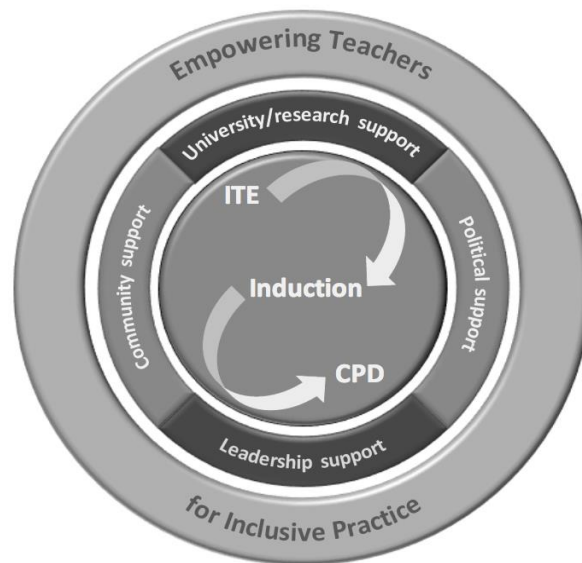 Empowering Teachers
University/research support
ITE
Community support
Political support
Induction
CPD
Leadership support
for Inclusive Practice